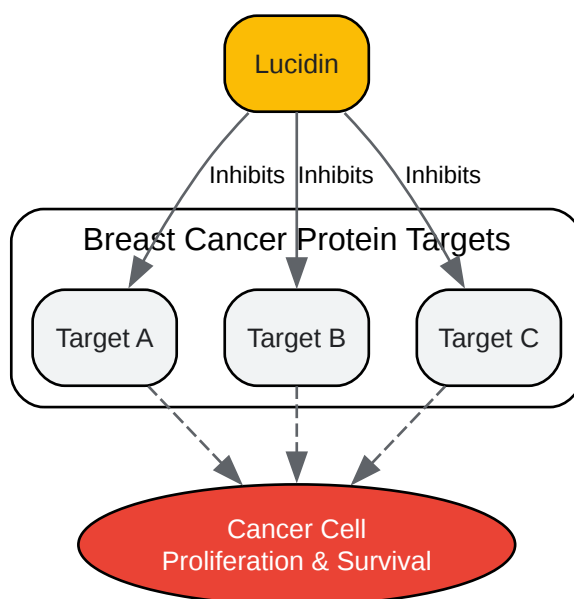 Lucidin
Inhibits Inhibits Inhibits
Breast Cancer Protein Targets
Target A Target B Target C
Cancer Cell
Proliferation & Survival